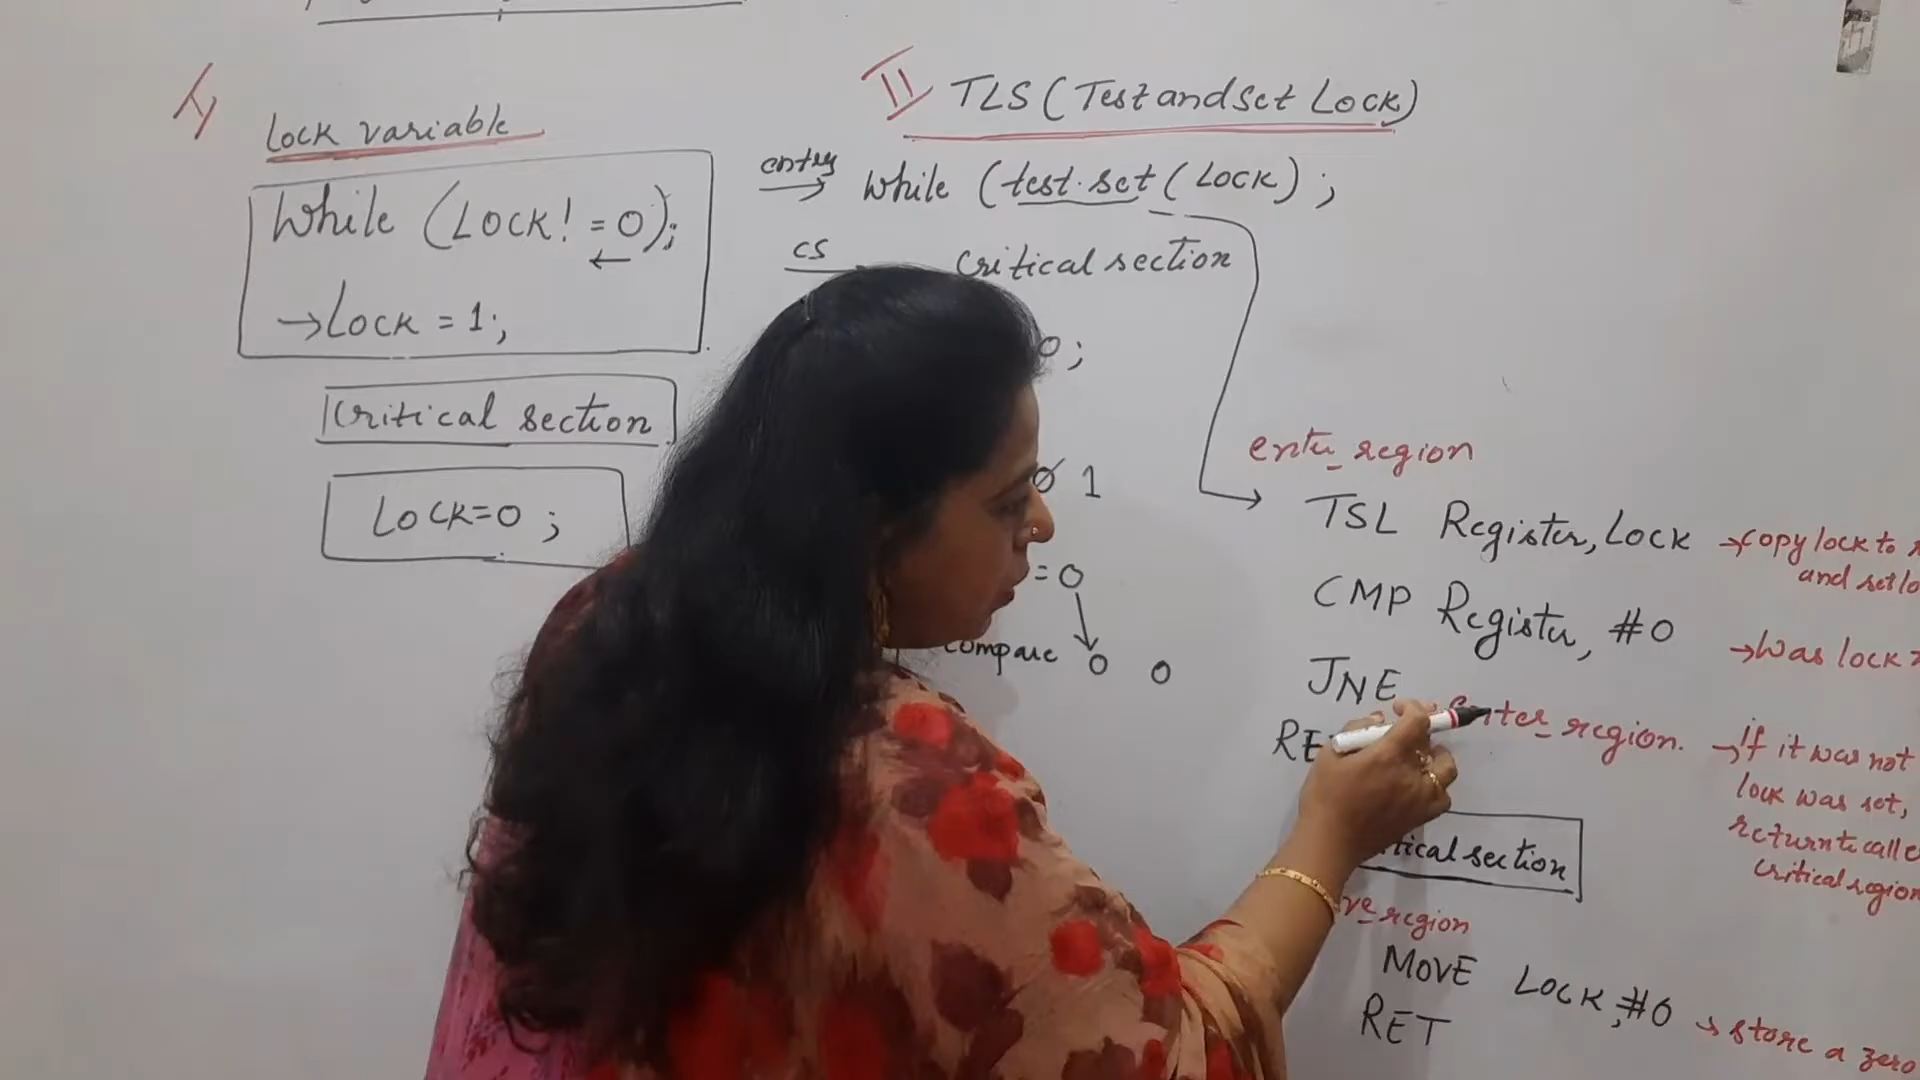 I
Lock variable
While (Lock! = 0);
→ Lock = 1;
Critical section
Lock=0 ;
II TLS (Test and Set Lock)
entry → while (test.set (Lock) ;
CS critical section
0 ;
0 1
= 0
compare 0 0
enter_region
TSL Register, Lock → copy lock to
and set
CMP Register, #0 → Was lock
JNE enter_region. → if it was not
lock was set,
return to
critical region
section
region
MOVE Lock, #0 → store a zero
RET